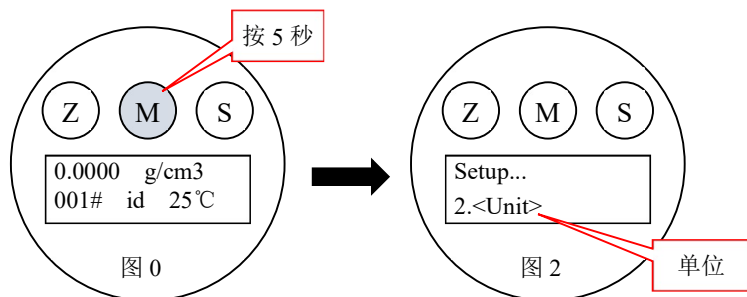 按 5 秒
Z M S
0.0000 g/cm3
001# id 25℃
图 0
Z M S
Setup...
2.<Unit>
图 2
单位